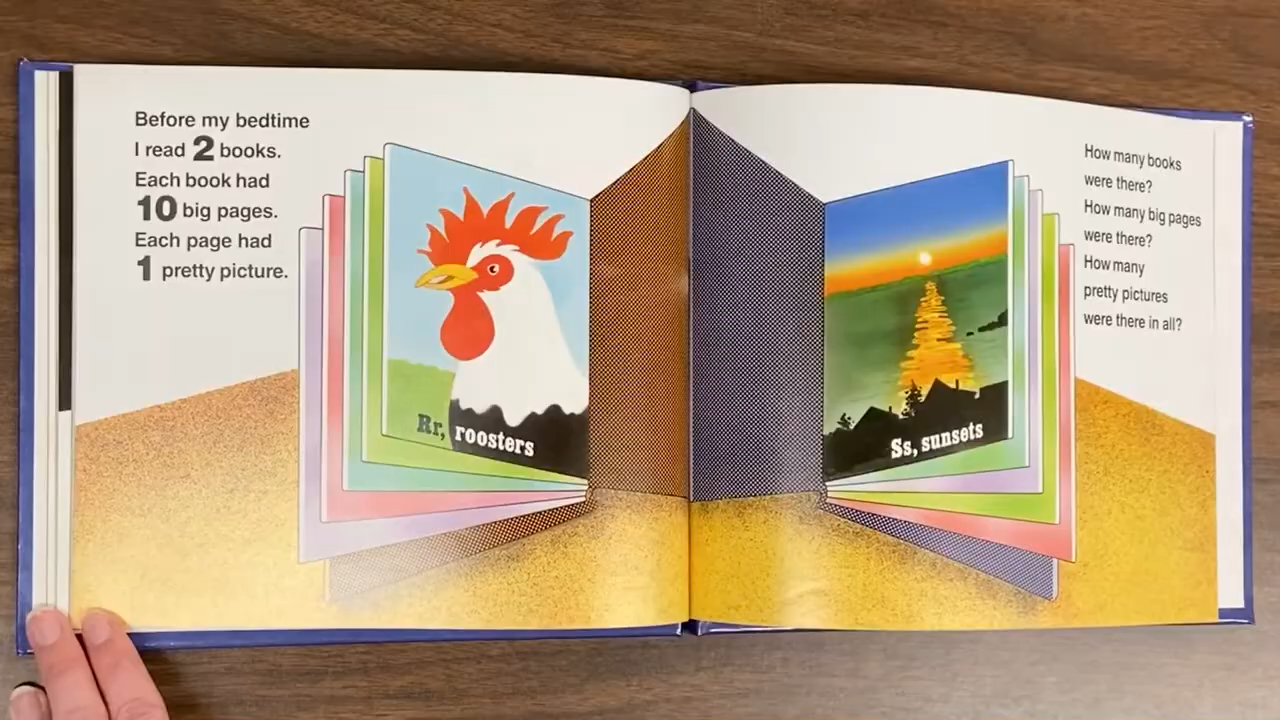 Before my bedtime
I read 2 books.
Each book had
10 big pages.
Each page had
1 pretty picture.
Rr, roosters
Ss, sunsets
How many books
were there?
How many big pages
were there?
How many
pretty pictures
were there in all?